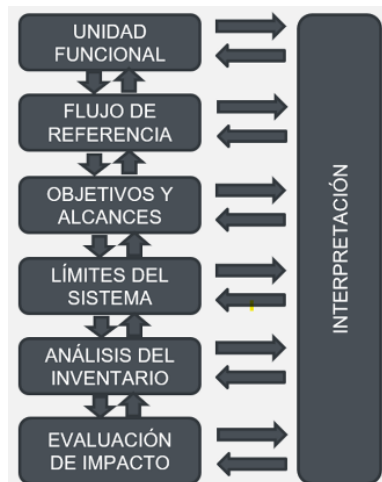 UNIDAD
FUNCIONAL
FLUJO DE
REFERENCIA
OBJETIVOS Y
ALCANCES
LÍMITES DEL
SISTEMA
ANÁLISIS DEL
INVENTARIO
EVALUACIÓN
DE IMPACTO
INTERPRETACIÓN